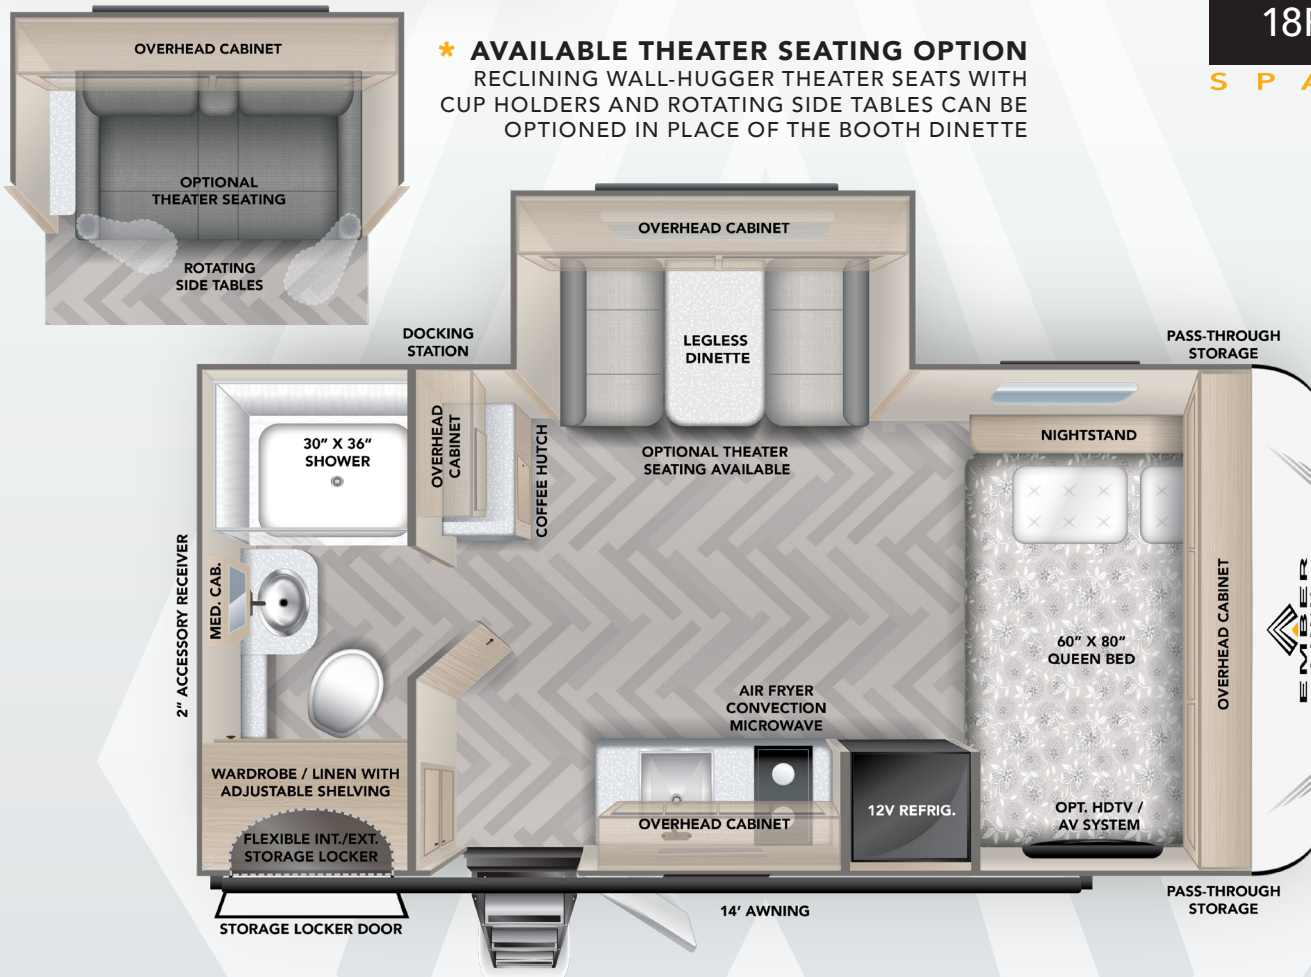 18
S P A
OVERHEAD CABINET
* AVAILABLE THEATER SEATING OPTION
RECLINING WALL-HUGGER THEATER SEATS WITH
CUP HOLDERS AND ROTATING SIDE TABLES CAN BE
OPTIONED IN PLACE OF THE BOOTH DINETTE
OPTIONAL
THEATER SEATING
ROTATING
SIDE TABLES
OVERHEAD CABINET
DOCKING
STATION
LEGLESS
DINETTE
PASS-THROUGH
STORAGE
30" X 36"
SHOWER
OVERHEAD
CABINET
COFFEE HUTCH
OPTIONAL THEATER
SEATING AVAILABLE
NIGHTSTAND
2" ACCESSORY RECEIVER
MED. CAB.
60" X 80"
QUEEN BED
OVERHEAD CABINET
EMBER
AIR FRYER
CONVECTION
MICROWAVE
WARDROBE / LINEN WITH
ADJUSTABLE SHELVING
FLEXIBLE INT./EXT.
STORAGE LOCKER
OVERHEAD CABINET
12V REFRIG.
OPT. HDTV /
AV SYSTEM
STORAGE LOCKER DOOR
14' AWNING
PASS-THROUGH
STORAGE